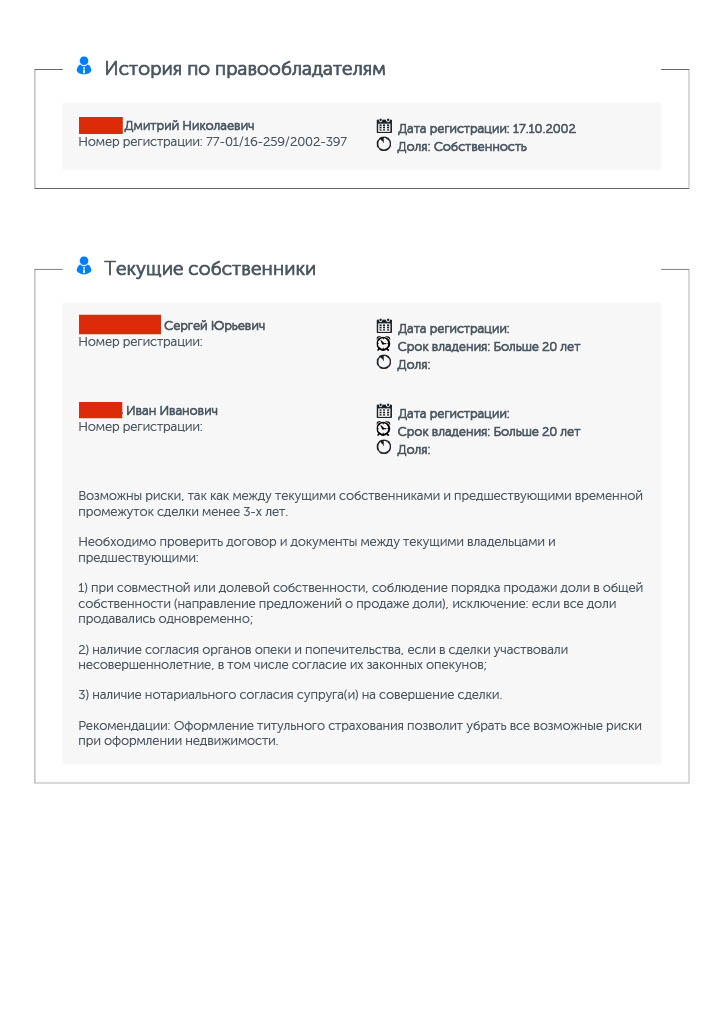 История по правообладателям
Дмитрий Николаевич
Номер регистрации: 77-01/16-259/2002-397
Дата регистрации: 17.10.2002
Доля: Собственность
Текущие собственники
Сергей Юрьевич
Номер регистрации:
Дата регистрации:
Срок владения: Больше 20 лет
Доля:
Иван Иванович
Номер регистрации:
Дата регистрации:
Срок владения: Больше 20 лет
Доля:
Возможны риски, так как между текущими собственниками и предшествующими временной
промежуток сделки менее 3-х лет.
Необходимо проверить договор и документы между текущими владельцами и
предшествующими:
1) при совместной или долевой собственности, соблюдение порядка продажи доли в общей
собственности (направление предложений о продаже доли), исключение: если все доли
продавались одновременно;
2) наличие согласия органов опеки и попечительства, если в сделки участвовали
несовершеннолетние, в том числе согласие их законных опекунов;
3) наличие нотариального согласия супруга(и) на совершение сделки.
Рекомендации: Оформление титульного страхования позволит убрать все возможные риски
при оформлении недвижимости.